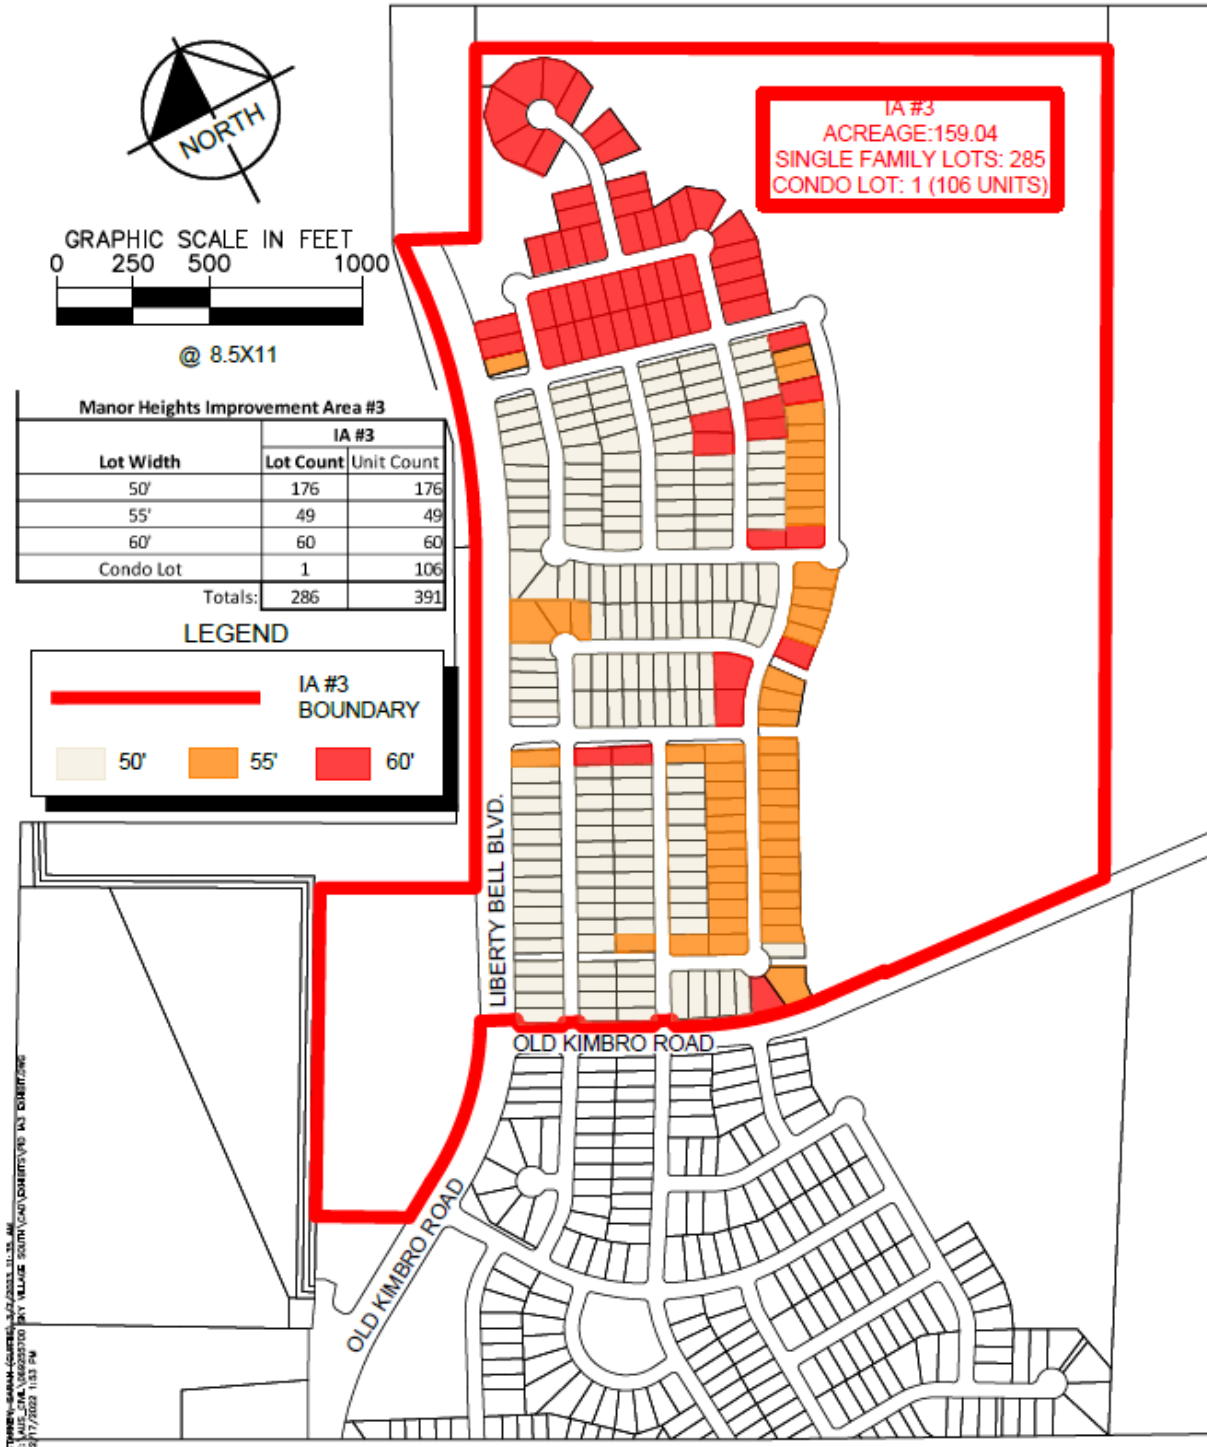 NORTH
IA #3
ACREAGE:159.04
SINGLE FAMILY LOTS: 285
CONDO LOT: 1 (106 UNITS)
GRAPHIC SCALE IN FEET
0 250 500 1000
@ 8.5X11
Manor Heights Improvement Area #3
IA #3
Lot Width Lot Count Unit Count
50' 176 176
55' 49 49
60' 60 60
Condo Lot 1 106
Totals: 286 391
LEGEND
IA #3
BOUNDARY
50' 55' 60'
LIBERTY BELL BLVD.
OLD KIMBRO ROAD
OLD KIMBRO ROAD